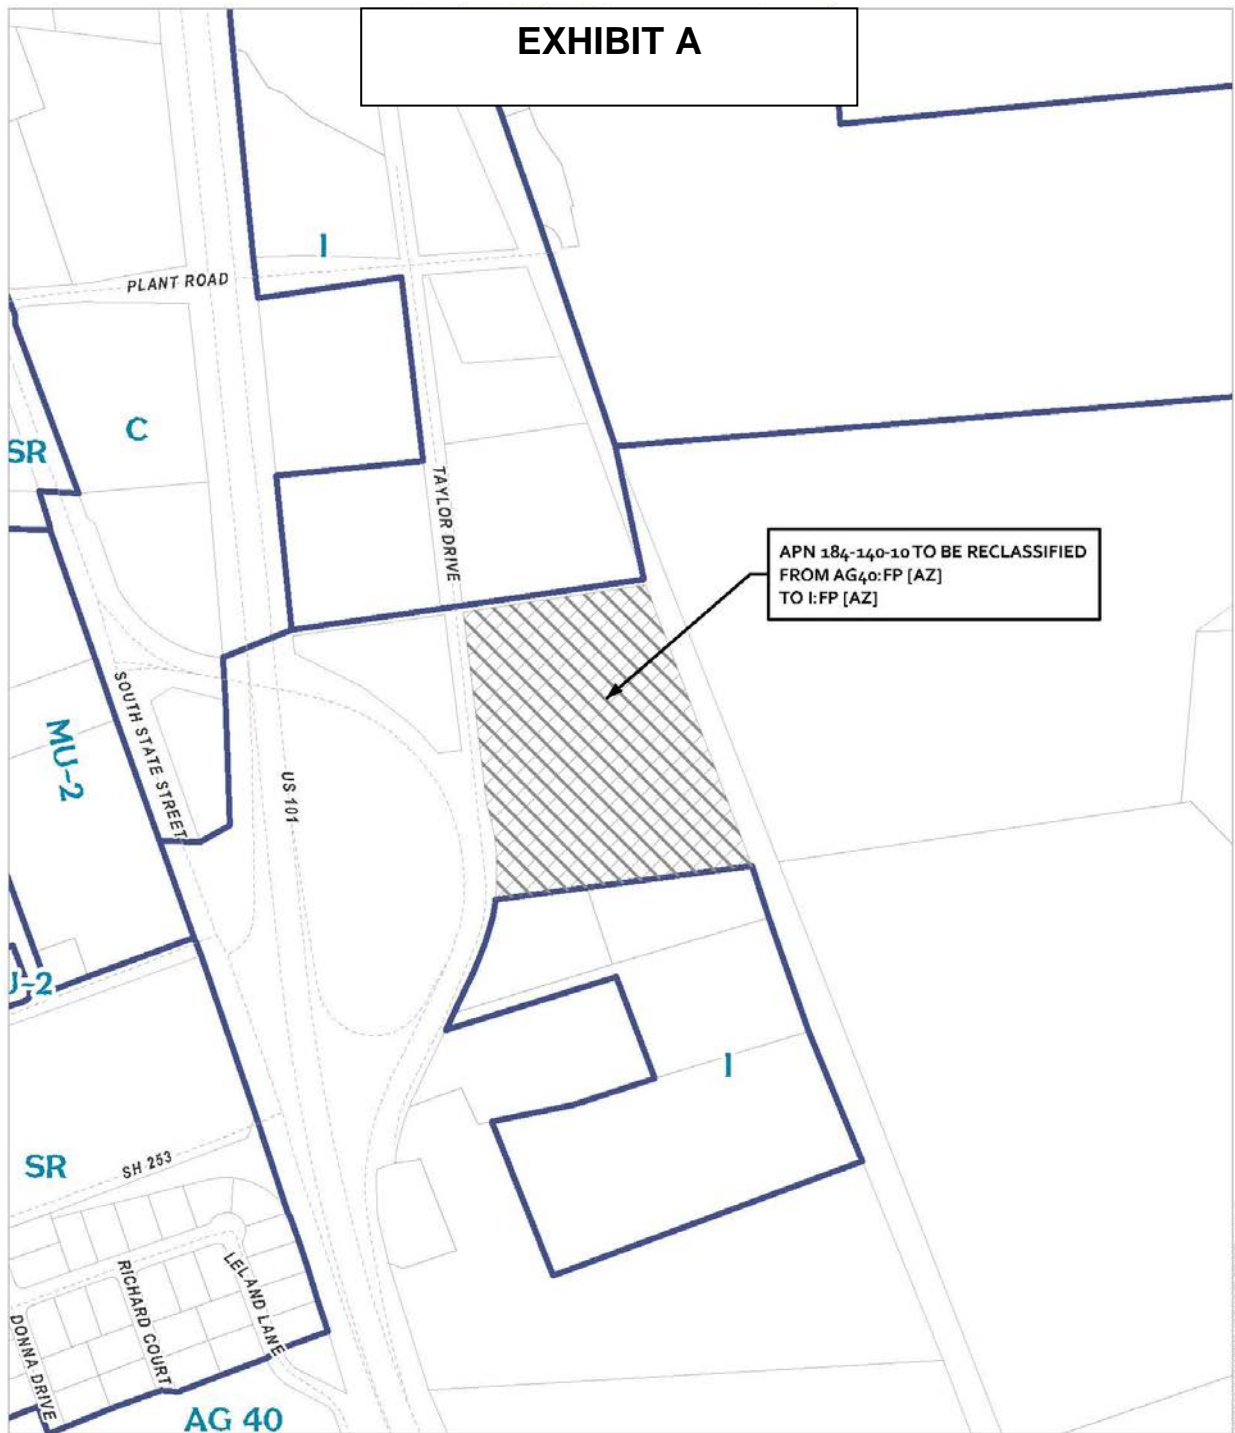 EXHIBIT A
I
PLANT ROAD
C
SR
TAYLOR DRIVE
APN 184-140-10 TO BE RECLASSIFIED
FROM AG40:FP [AZ]
TO I:FP [AZ]
SOUTH STATE STREET
MU-2
US 101
U-2
I
SR
SH 253
LELAND LANE
RICHARD COURT
DONNA DRIVE
AG 40